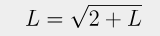 L = √(2 + L)